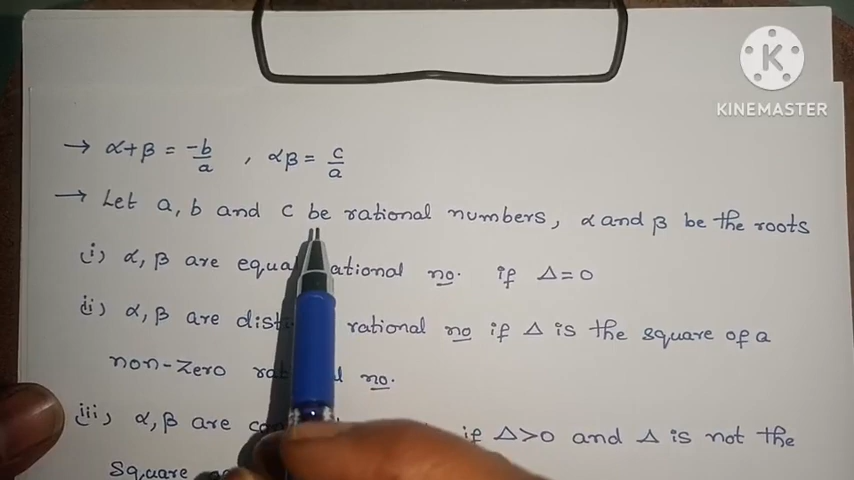 KINEMASTER
→ α+β = -b/a , αβ = c/a
→ Let a, b and c be rational numbers, α and β be the roots
(i) α, β are equal rational no. if Δ=0
(ii) α, β are distinct rational no if Δ is the square of a
non-zero rational no.
(iii) α, β are if Δ>0 and Δ is not the
square